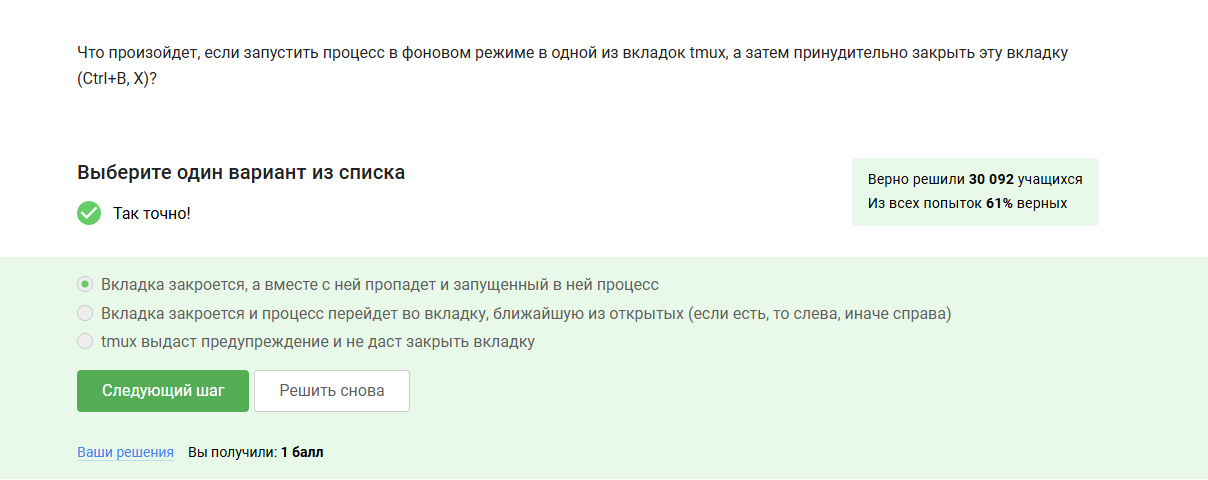 Что произойдет, если запустить процесс в фоновом режиме в одной из вкладок tmux, а затем принудительно закрыть эту вкладку
(Ctrl+B, X)?
Выберите один вариант из списка
Так точно!
Верно решили 30 092 учащихся
Из всех попыток 61% верных
Вкладка закроется, а вместе с ней пропадет и запущенный в ней процесс
Вкладка закроется и процесс перейдет во вкладку, ближайшую из открытых (если есть, то слева, иначе справа)
tmux выдаст предупреждение и не даст закрыть вкладку
Следующий шаг
Решить снова
Ваши решения Вы получили: 1 балл